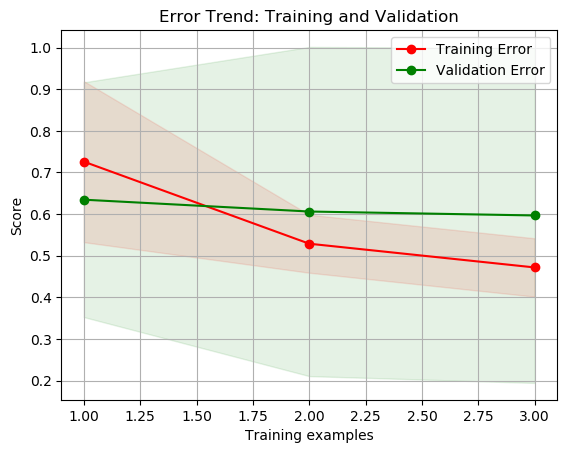 Error Trend: Training and Validation
Training Error
Validation Error
1.0
0.9
0.8
0.7
0.6
0.5
0.4
0.3
0.2
Score
1.00 1.25 1.50 1.75 2.00 2.25 2.50 2.75 3.00
Training examples